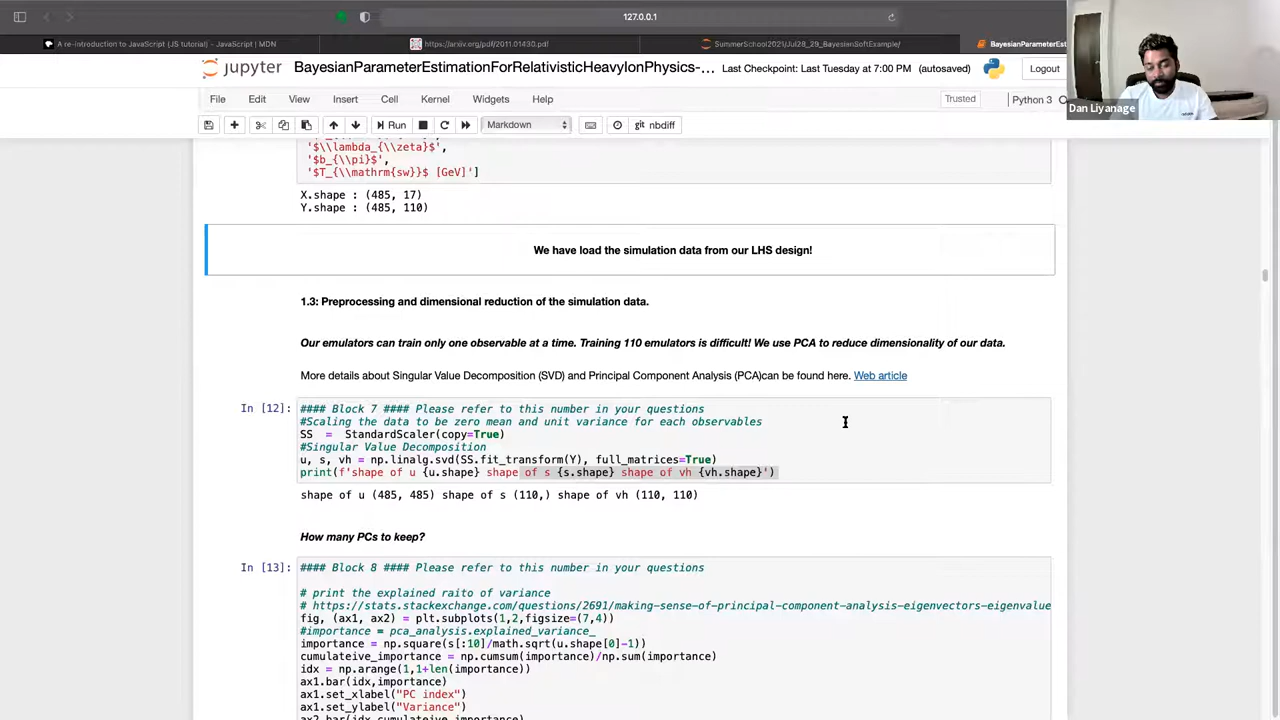 127.0.0.1
A re-introduction to JavaScript (JS tutorial) - JavaScript | MDN
https://arxiv.org/pdf/2011.01430.pdf
SummerSchool2021/Jul28_29_BayesianSoftExample/
BayesianParameterEst
jupyter BayesianParameterEstimationForRelativisticHeavyIonPhysics-... Last Checkpoint: Last Tuesday at 7:00 PM (autosaved)
Logout
Dan Liyanage
File Edit View Insert Cell Kernel Widgets Help
Trusted
Python 3
Run
Markdown
git nbdiff
'$\\lambda_{\\zeta}$',
'$b_{\\pi}$',
'$T_{\\mathrm{sw}}$ [GeV]']
X.shape : (485, 17)
Y.shape : (485, 110)
We have load the simulation data from our LHS design!
1.3: Preprocessing and dimensional reduction of the simulation data.
Our emulators can train only one observable at a time. Training 110 emulators is difficult! We use PCA to reduce dimensionality of our data.
More details about Singular Value Decomposition (SVD) and Principal Component Analysis (PCA)can be found here. Web article
In [12]: #### Block 7 #### Please refer to this number in your questions
#Scaling the data to be zero mean and unit variance for each observables
SS  =  StandardScaler(copy=True)
#Singular Value Decomposition
u, s, vh = np.linalg.svd(SS.fit_transform(Y), full_matrices=True)
print(f'shape of u {u.shape} shape of s {s.shape} shape of vh {vh.shape}')
shape of u (485, 485) shape of s (110,) shape of vh (110, 110)
How many PCs to keep?
In [13]: #### Block 8 #### Please refer to this number in your questions
# print the explained raito of variance
# https://stats.stackexchange.com/questions/2691/making-sense-of-principal-component-analysis-eigenvectors-eigenvalue
fig, (ax1, ax2) = plt.subplots(1,2,figsize=(7,4))
#importance = pca_analysis.explained_variance_
importance = np.square(s[:10]/math.sqrt(u.shape[0]-1))
cumulateive_importance = np.cumsum(importance)/np.sum(importance)
idx = np.arange(1,1+len(importance))
ax1.bar(idx,importance)
ax1.set_xlabel("PC index")
ax1.set_ylabel("Variance")
ax2.bar(idx,cumulateive_importance)